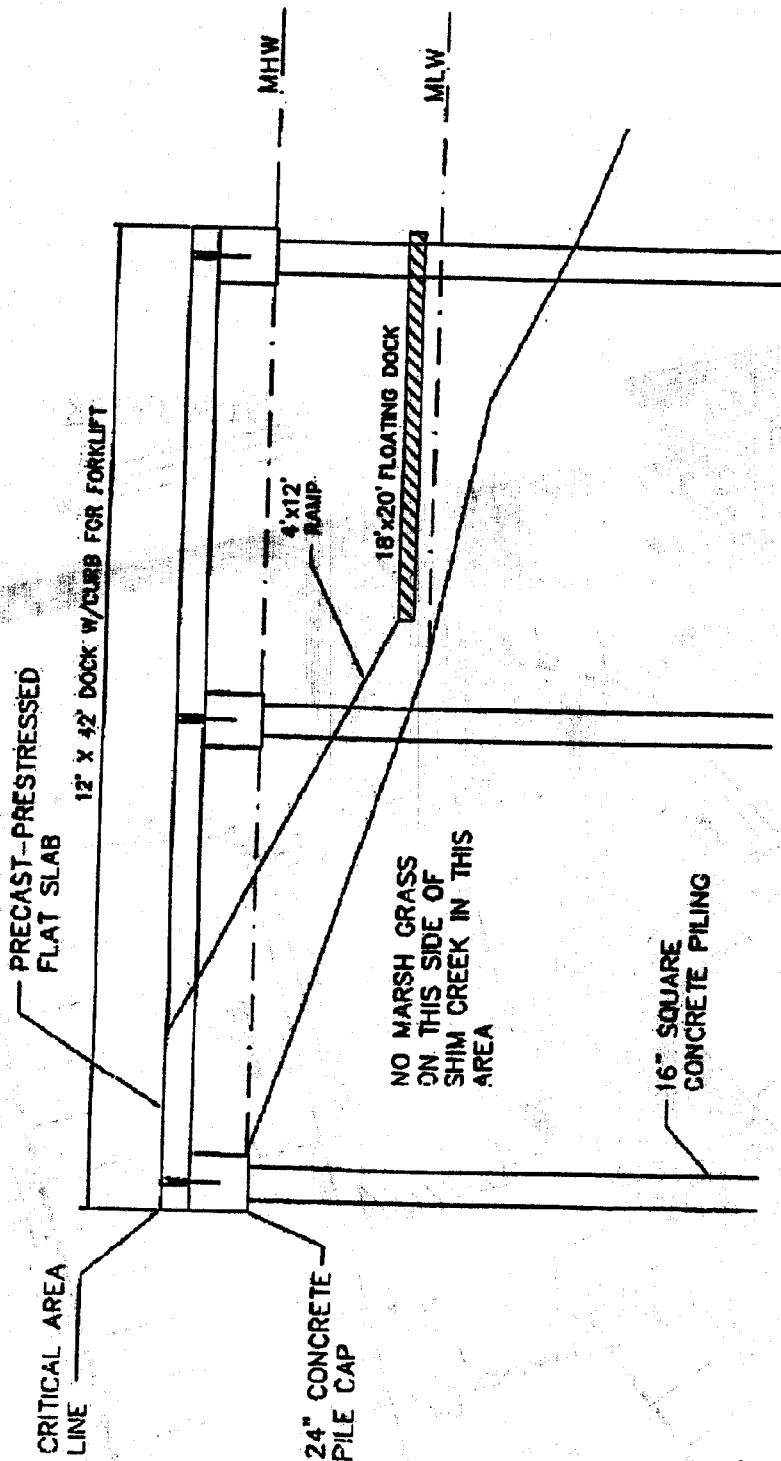 CRITICAL AREA
LINE
PRECAST-PRESTRESSED
FLAT SLAB
12" X 42' DOCK W/CURB FOR FORKLIFT
MHW
4'x12'
RAMP
18'x20' FLOATING DOCK
MLW
24" CONCRETE
PILE CAP
NO MARSH GRASS
ON THIS SIDE OF
SHIM CREEK IN THIS
AREA
16" SQUARE
CONCRETE PILING